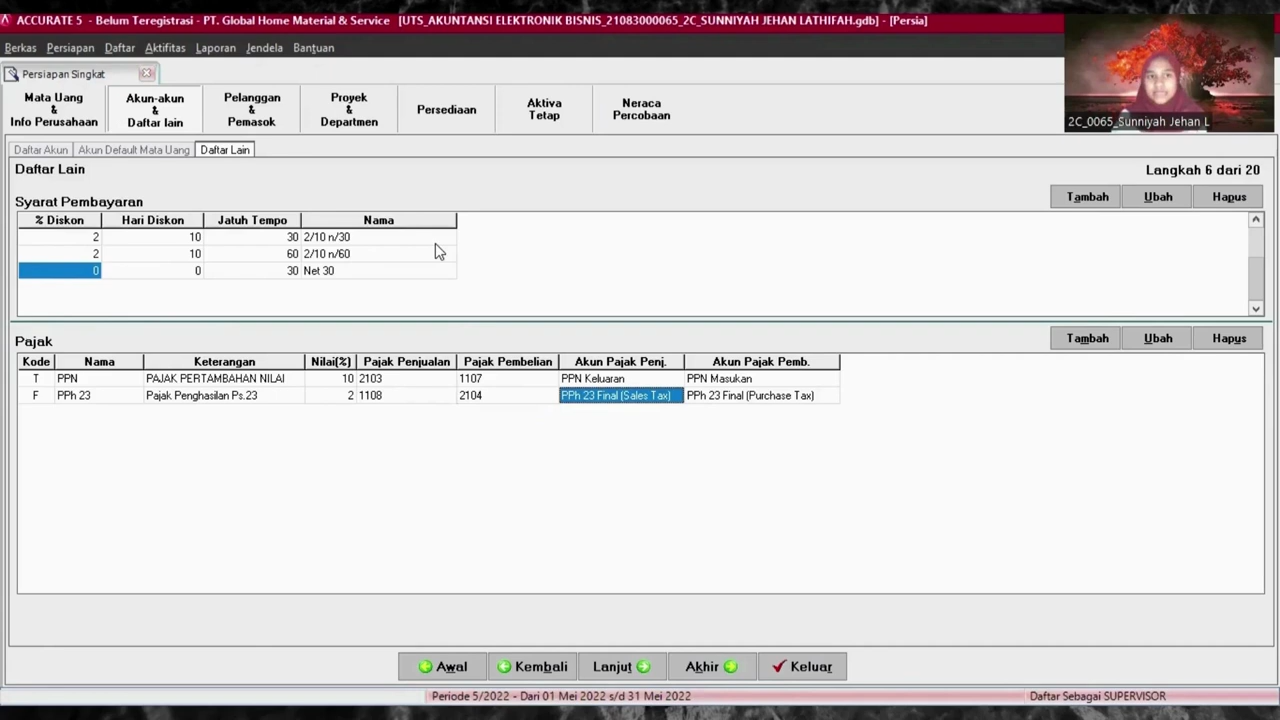 ACCURATE 5 - Belum Teregistrasi - PT. Global Home Material & Service [UTS_AKUNTANSI ELEKTRONIK BISNIS_21083000065_2C_SUNNIYAH JEHAN LATHIFAH.gdb] - [Persia]
Berkas Persiapan Daftar Aktifitas Laporan Jendela Bantuan
Persiapan Singkat
Mata Uang & Info Perusahaan
Akun-akun & Daftar lain
Pelanggan & Pemasok
Proyek & Departmen
Persediaan
Aktiva Tetap
Neraca Percobaan
2C_0065_Sunniyah Jehan L
Daftar Akun Akun Default Mata Uang Daftar Lain
Daftar Lain Langkah 6 dari 20
Syarat Pembayaran Tambah Ubah Hapus
% Diskon Hari Diskon Jatuh Tempo Nama
2 10 30 2/10 n/30
2 10 60 2/10 n/60
0 0 30 Net 30
Pajak Tambah Ubah Hapus
Kode Nama Keterangan Nilai(%) Pajak Penjualan Pajak Pembelian Akun Pajak Penj. Akun Pajak Pemb.
T PPN PAJAK PERTAMBAHAN NILAI 10 2103 1107 PPN Keluaran PPN Masukan
F PPh 23 Pajak Penghasilan Ps.23 2 1108 2104 PPh 23 Final (Sales Tax) PPh 23 Final (Purchase Tax)
Awal Kembali Lanjut Akhir Keluar
Periode 5/2022 - Dari 01 Mei 2022 s/d 31 Mei 2022 Daftar Sebagai SUPERVISOR